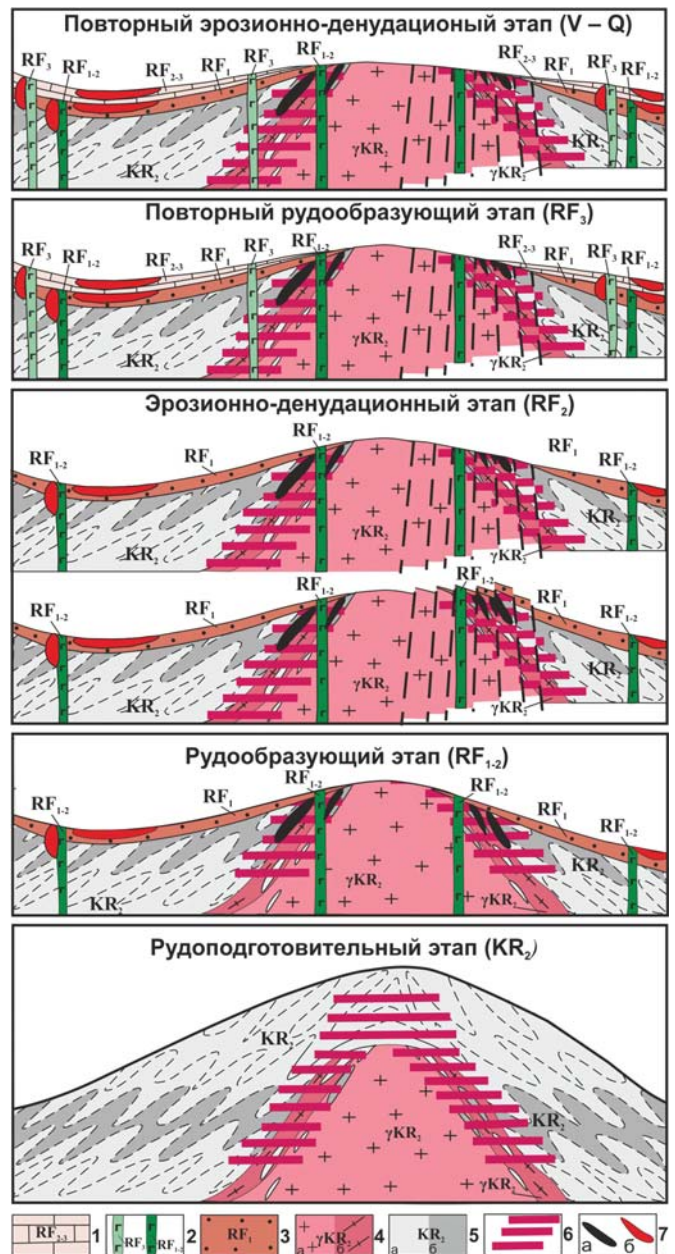 Повторный эрозионно-денудационый этап (V – Q)
RF3 RF1-2 RF2-3 RF1 RF3 RF1-2 RF2-3 RF1 RF3 RF1-2
KR2 γKR2 KR2
γKR2
Повторный рудообразующий этап (RF3)
RF3 RF1-2 RF2-3 RF1 RF3 RF1-2 RF2-3 RF1 RF3 RF1-2
KR2 γKR2 KR2
γKR2
Эрозионно-денудационный этап (RF2)
RF1-2 RF1 RF1-2 RF1 RF1-2
KR2 γKR2 KR2
γKR2
RF1-2 RF1 RF1-2 RF1-2 RF1 RF1-2
KR2 γKR2 KR2
γKR2
Рудообразующий этап (RF1-2)
RF1-2 RF1 RF1-2 RF1-2 RF1 RF1-2
KR2 γKR2 KR2
Рудоподготовительный этап (KR2)
KR2
KR2
γKR2
γKR2
RF2-3 1 RF3 RF1-2 2 RF1 3 γKR2 а б 4 KR2 а б 5 6 а б 7